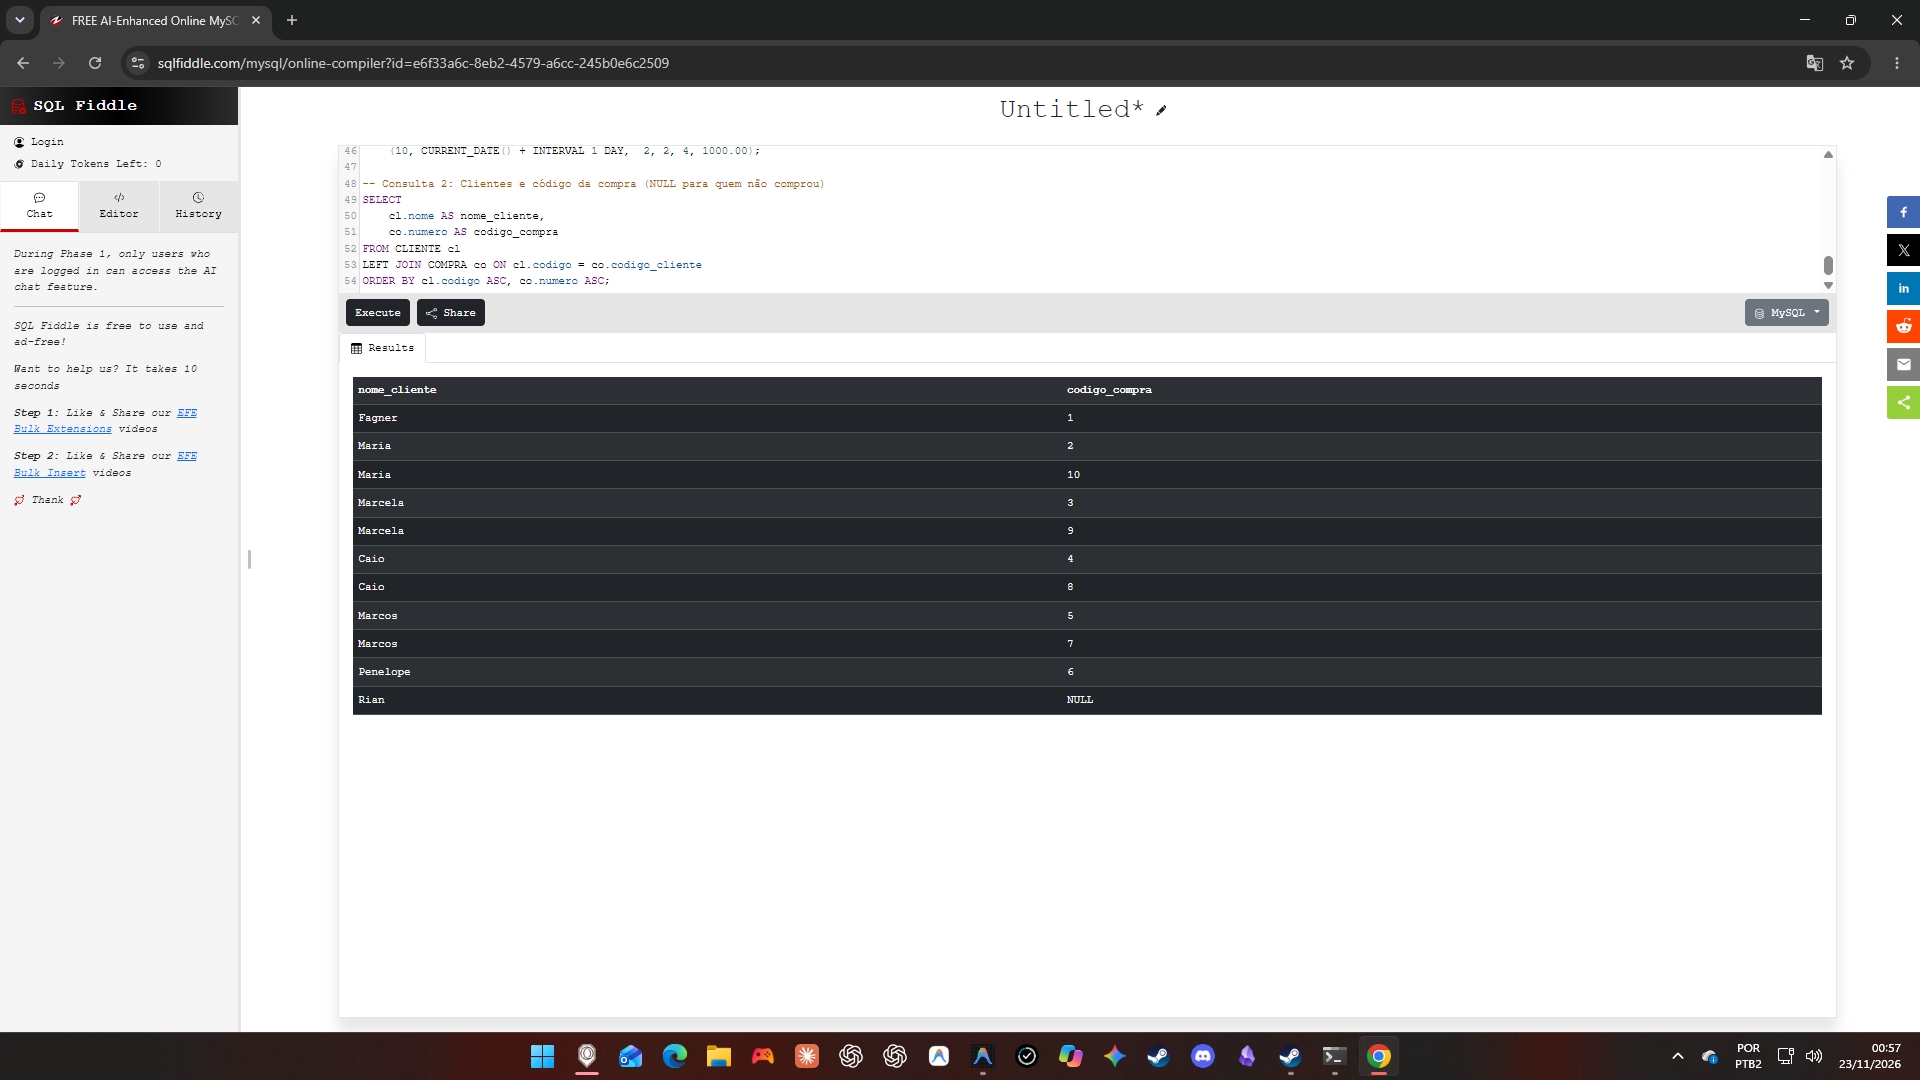 FREE AI-Enhanced Online MySQ
sqlfiddle.com/mysql/online-compiler?id=e6f33a6c-8eb2-4579-a6cc-245b0e6c2509
SQL Fiddle
Login
Daily Tokens Left: 0
Chat
Editor
History
During Phase 1, only users who
are logged in can access the AI
chat feature.
SQL Fiddle is free to use and
ad-free!
Want to help us? It takes 10
seconds
Step 1: Like & Share our EFE
Bulk Extensions videos
Step 2: Like & Share our EFE
Bulk Insert videos
Thank
Untitled*
46 (10, CURRENT_DATE() + INTERVAL 1 DAY, 2, 2, 4, 1000.00);
47
48 -- Consulta 2: Clientes e código da compra (NULL para quem não comprou)
49 SELECT
50 cl.nome AS nome_cliente,
51 co.numero AS codigo_compra
52 FROM CLIENTE cl
53 LEFT JOIN COMPRA co ON cl.codigo = co.codigo_cliente
54 ORDER BY cl.codigo ASC, co.numero ASC;
Execute
Share
MySQL
Results
nome_cliente codigo_compra
Fagner 1
Maria 2
Maria 10
Marcela 3
Marcela 9
Caio 4
Caio 8
Marcos 5
Marcos 7
Penelope 6
Rian NULL
f
X
in
POR
PTB2
00:57
23/11/2026